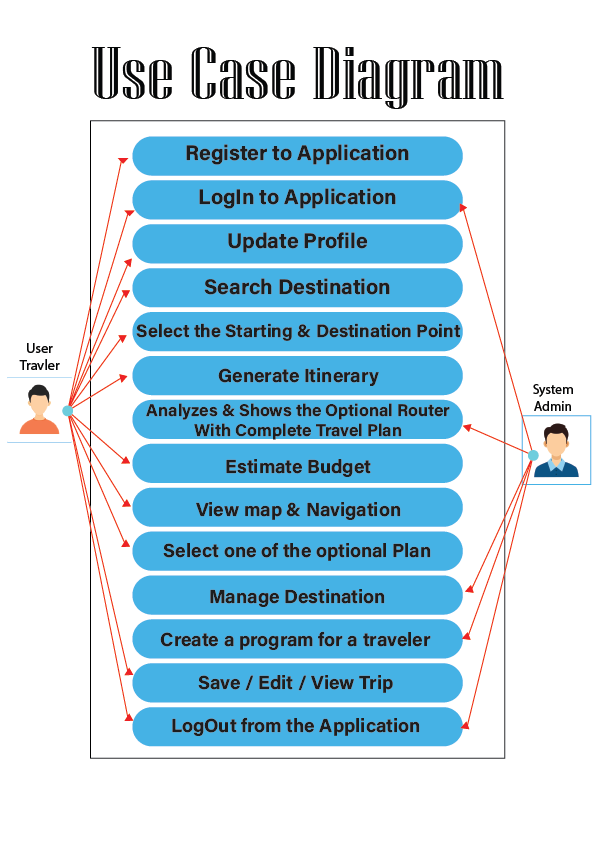 Use Case Diagram
Register to Application
LogIn to Application
Update Profile
Search Destination
User
Travler
Select the Starting & Destination Point
Generate Itinerary
System
Admin
Analyzes & Shows the Optional Router
With Complete Travel Plan
Estimate Budget
View map & Navigation
Select one of the optional Plan
Manage Destination
Create a program for a traveler
Save / Edit / View Trip
LogOut from the Application